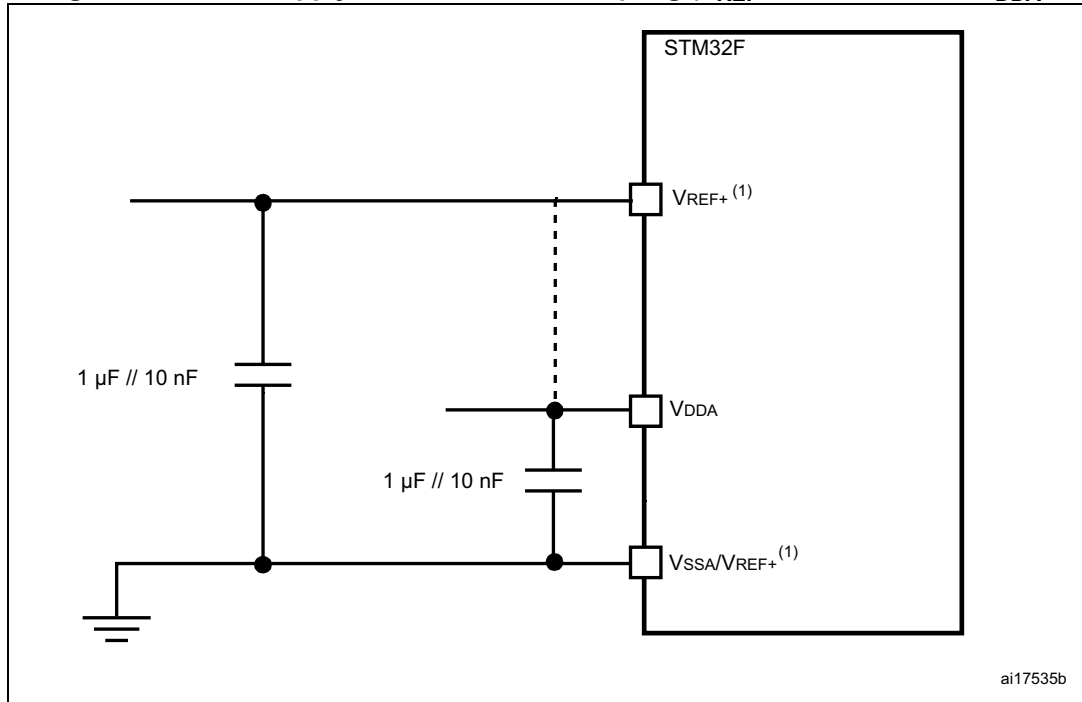 STM32F
VREF+ (1)
1 µF // 10 nF
VDDA
1 µF // 10 nF
VSSA/VREF+ (1)
ai17535b